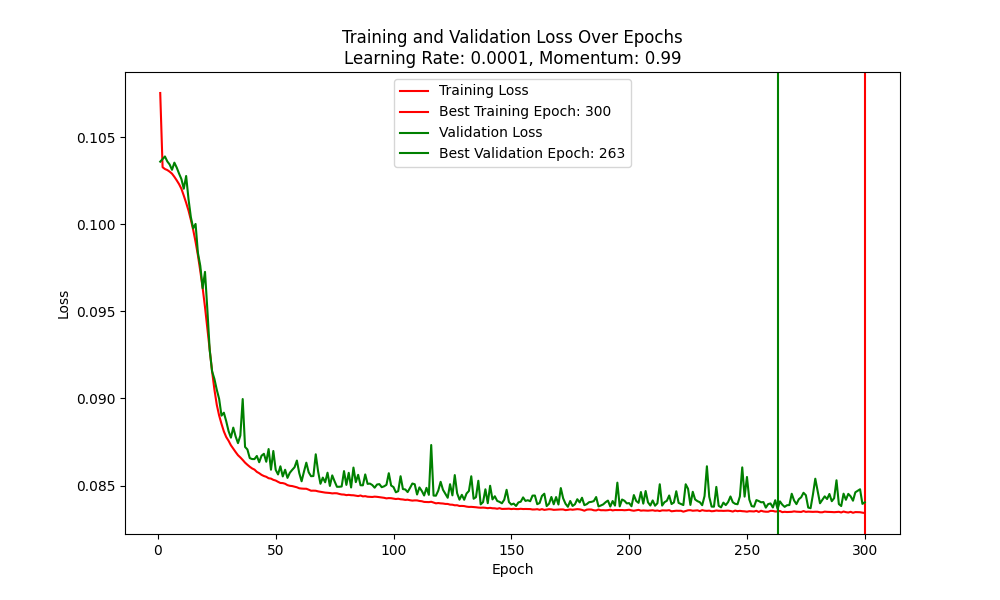 Training and Validation Loss Over Epochs
Learning Rate: 0.0001, Momentum: 0.99
Training Loss
Best Training Epoch: 300
Validation Loss
Best Validation Epoch: 263
Loss
0.105
0.100
0.095
0.090
0.085
0 50 100 150 200 250 300
Epoch